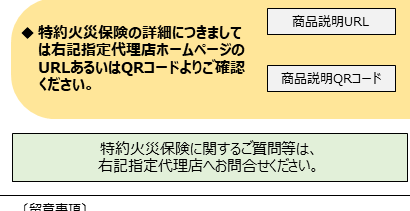 ◆ 特約火災保険の詳細につきまして
は右記指定代理店ホームページの
URLあるいはQRコードよりご確認
ください。
商品説明URL
商品説明QRコード
特約火災保険に関するご質問等は、
右記指定代理店へお問合せください。
〔留意事項〕